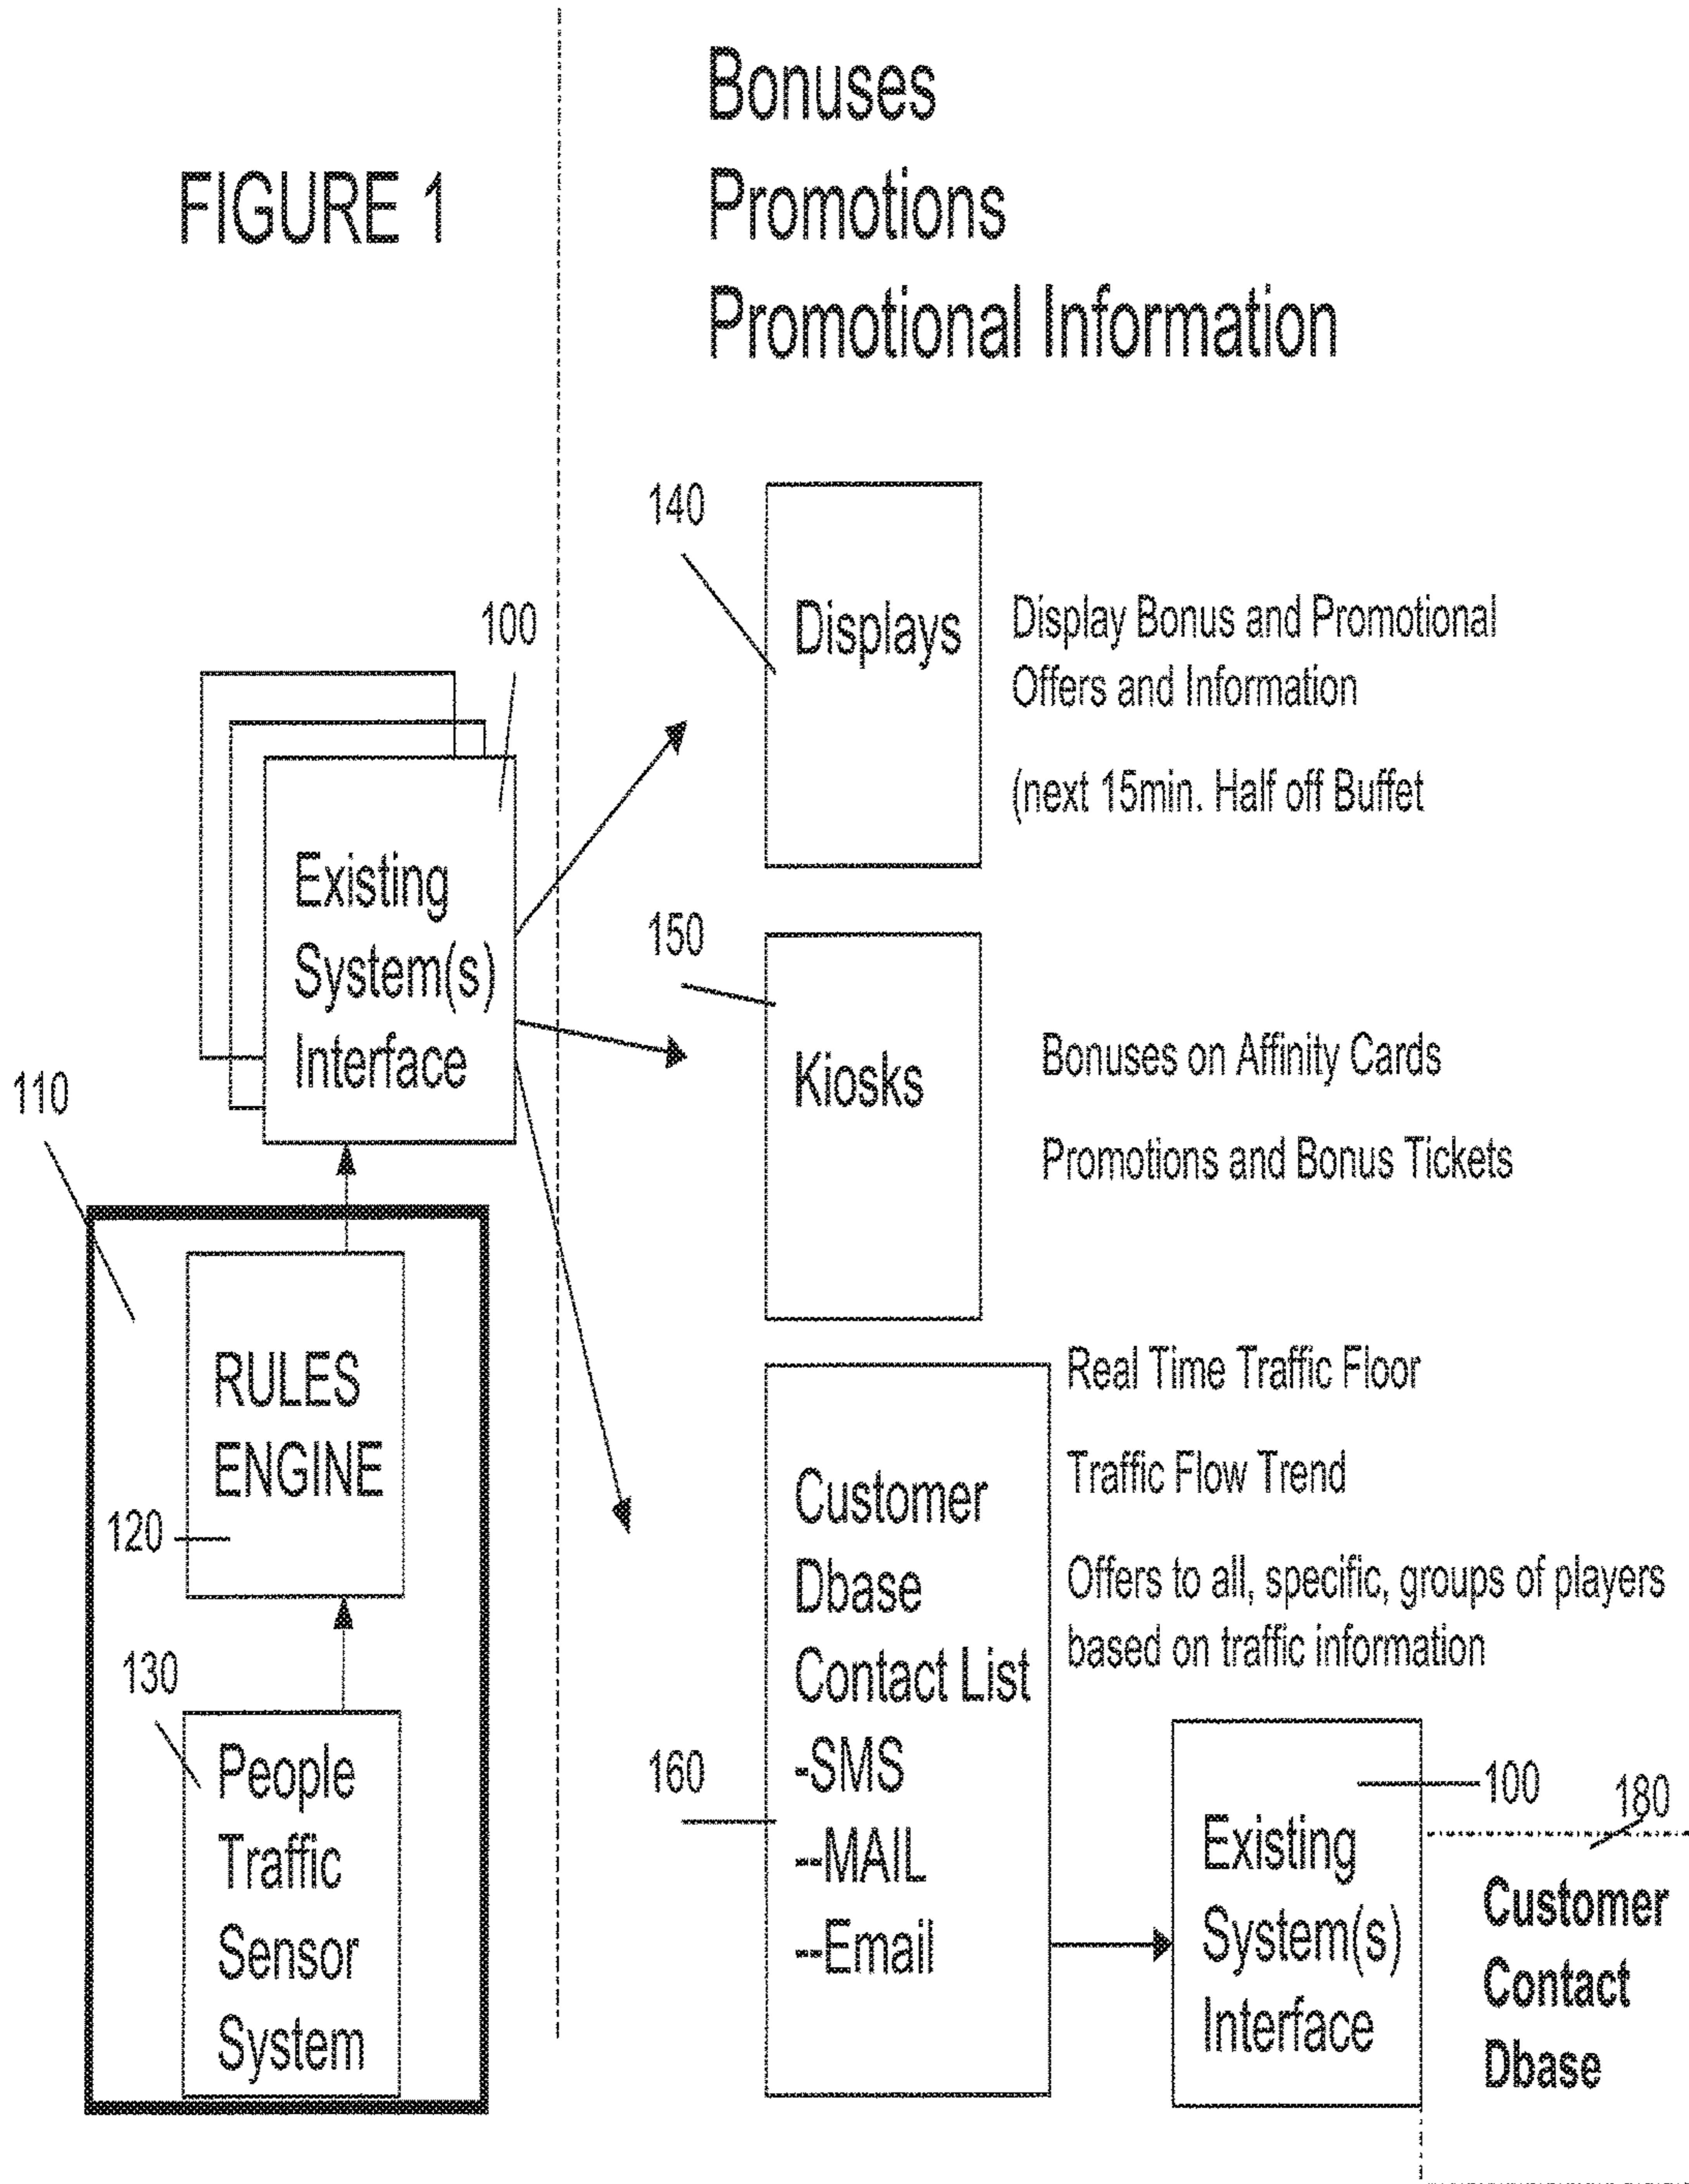 FIGURE 1
Bonuses
Promotions
Promotional Information
100
Existing
System(s)
Interface
110
RULES
ENGINE
120
130
People
Traffic
Sensor
System
140
Displays
Display Bonus and Promotional
Offers and Information
(next 15min. Half off Buffet
150
Kiosks
Bonuses on Affinity Cards
Promotions and Bonus Tickets
160
Customer
Dbase
Contact List
-SMS
--MAIL
--Email
Real Time Traffic Floor
Traffic Flow Trend
Offers to all, specific, groups of players
based on traffic information
100
Existing
System(s)
Interface
180
Customer
Contact
Dbase